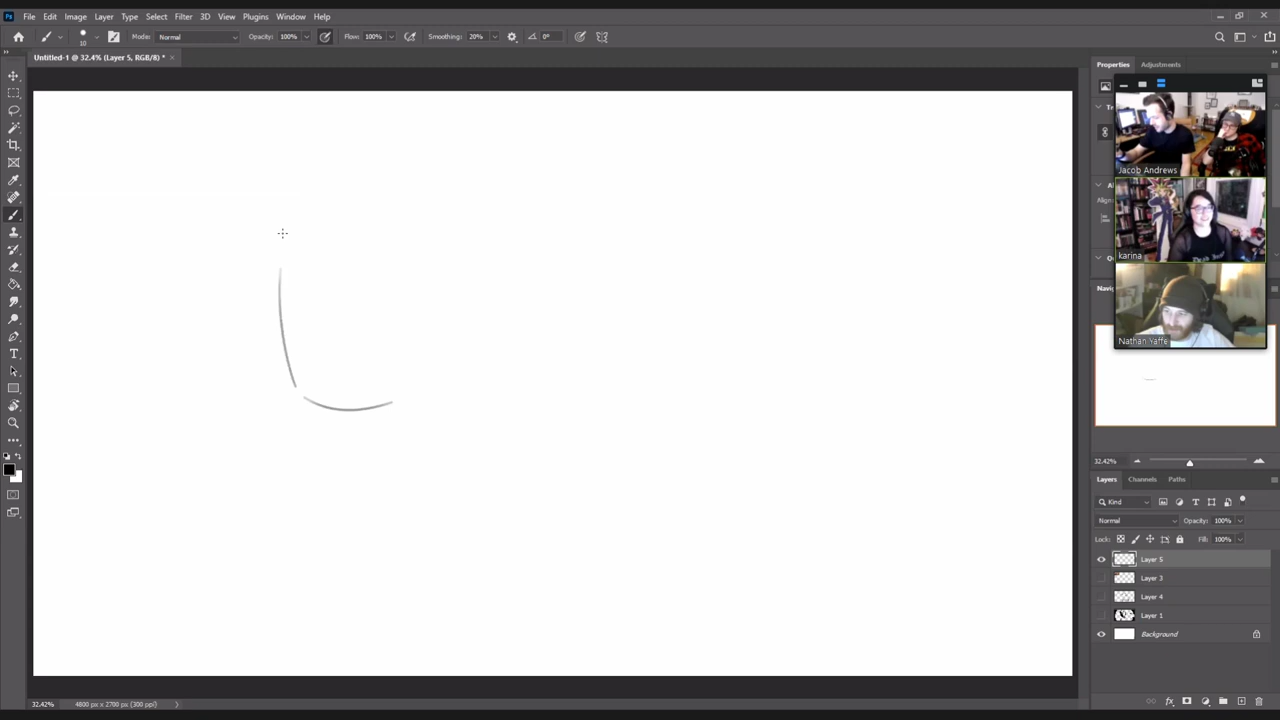 Ps File Edit Image Layer Type Select Filter 3D View Plugins Window Help
10 Mode: Normal Opacity: 100% Flow: 100% Smoothing: 20% 0°
Untitled-1 @ 32.4% (Layer 5, RGB/8) *
Properties Adjustments
Jacob Andrews
karina
Nathan Yaffe
32.42%
Layers Channels Paths
Kind
Normal Opacity: 100%
Lock: Fill: 100%
Layer 5
Layer 3
Layer 4
Layer 1
Background
32.42% 4800 px x 2700 px (300 ppi)